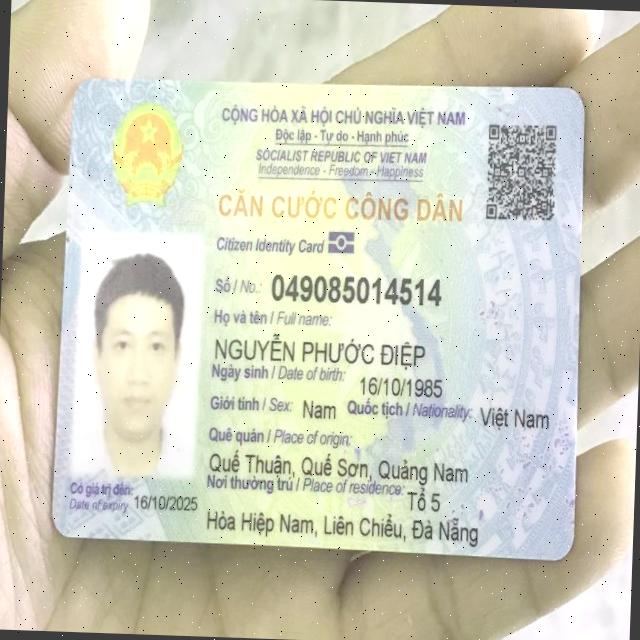 CỘNG HÒA XÃ HỘI CHỦ NGHĨA VIỆT NAM
Độc lập - Tự do - Hạnh phúc
SOCIALIST REPUBLIC OF VIET NAM
Independence - Freedom - Happiness
CĂN CƯỚC CÔNG DÂN
Citizen Identity Card
Số / No.: 049085014514
Họ và tên / Full name:
NGUYỄN PHƯỚC ĐIỆP
Ngày sinh / Date of birth: 16/10/1985
Giới tính / Sex: Nam Quốc tịch / Nationality: Việt Nam
Quê quán / Place of origin:
Quế Thuận, Quế Sơn, Quảng Nam
Nơi thường trú / Place of residence: Tổ 5
Hòa Hiệp Nam, Liên Chiểu, Đà Nẵng
Có giá trị đến: 16/10/2025
Date of expiry